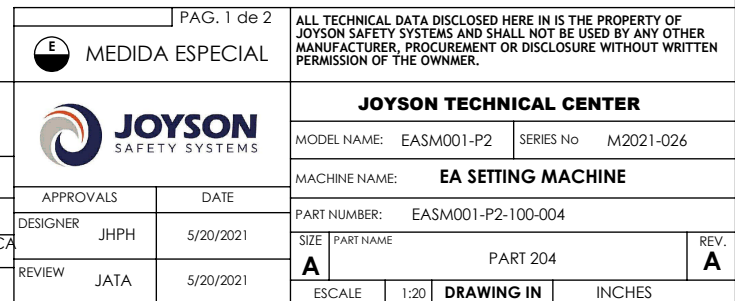 PAG. 1 de 2
E
MEDIDA ESPECIAL
ALL TECHNICAL DATA DISCLOSED HERE IN IS THE PROPERTY OF
JOYSON SAFETY SYSTEMS AND SHALL NOT BE USED BY ANY OTHER
MANUFACTURER, PROCUREMENT OR DISCLOSURE WITHOUT WRITTEN
PERMISSION OF THE OWNMER.
JOYSON
SAFETY SYSTEMS
JOYSON TECHNICAL CENTER
MODEL NAME: EASM001-P2
SERIES No M2021-026
MACHINE NAME: EA SETTING MACHINE
APPROVALS
DATE
PART NUMBER: EASM001-P2-100-004
DESIGNER JHPH 5/20/2021
SIZE A
PART NAME
PART 204
REV.
A
CA
REVIEW JATA 5/20/2021
ESCALE 1:20 DRAWING IN INCHES